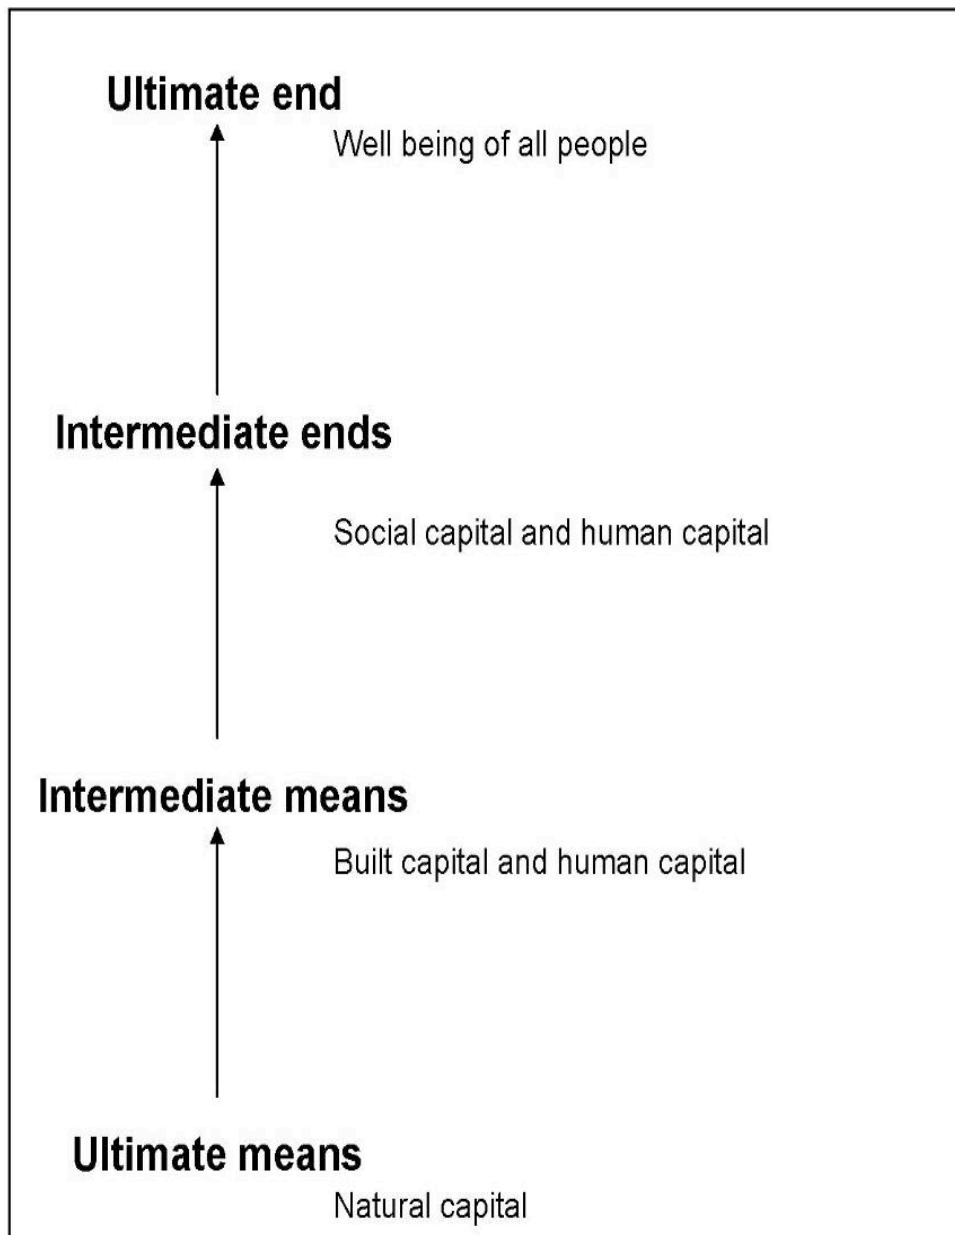 Ultimate end
Well being of all people
Intermediate ends
Social capital and human capital
Intermediate means
Built capital and human capital
Ultimate means
Natural capital